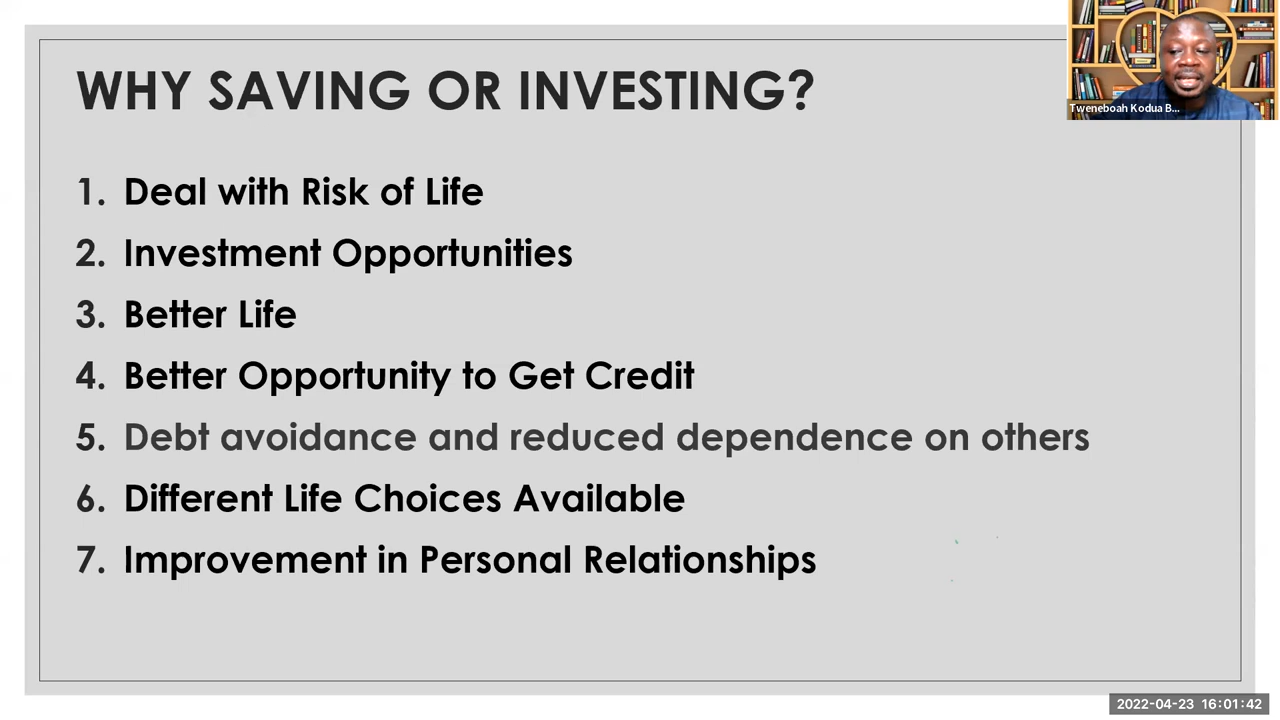 WHY SAVING OR INVESTING?
Tweneboah Kodua B...
1. Deal with Risk of Life
2. Investment Opportunities
3. Better Life
4. Better Opportunity to Get Credit
5. Debt avoidance and reduced dependence on others
6. Different Life Choices Available
7. Improvement in Personal Relationships
2022-04-23 16:01:42